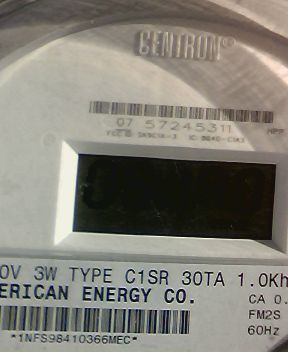 CENTRON®
07 57245311
0V 3W TYPE C1SR 30TA 1.0Kh
ERICAN ENERGY CO.
CA 0.
FM2S
60Hz
*1NFS98410366MEC*